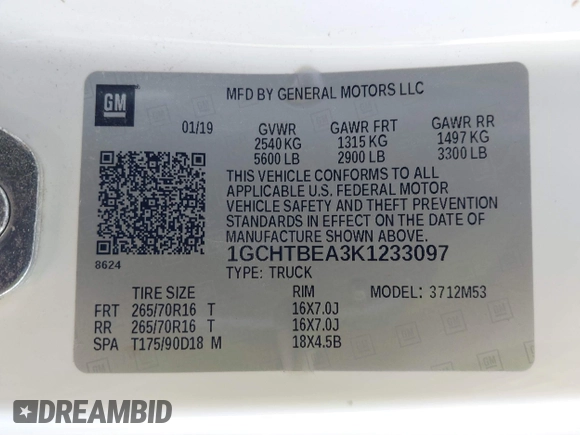 GM
MFD BY GENERAL MOTORS LLC
01/19 GVWR GAWR FRT GAWR RR
2540 KG 1315 KG 1497 KG
5600 LB 2900 LB 3300 LB
THIS VEHICLE CONFORMS TO ALL
APPLICABLE U.S. FEDERAL MOTOR
VEHICLE SAFETY AND THEFT PREVENTION
STANDARDS IN EFFECT ON THE DATE OF
MANUFACTURE SHOWN ABOVE.
8624 1GCHTBEA3K1233097
TYPE: TRUCK
TIRE SIZE RIM MODEL: 3712M53
FRT 265/70R16 T 16X7.0J
RR 265/70R16 T 16X7.0J
SPA T175/90D18 M 18X4.5B
DREAMBID